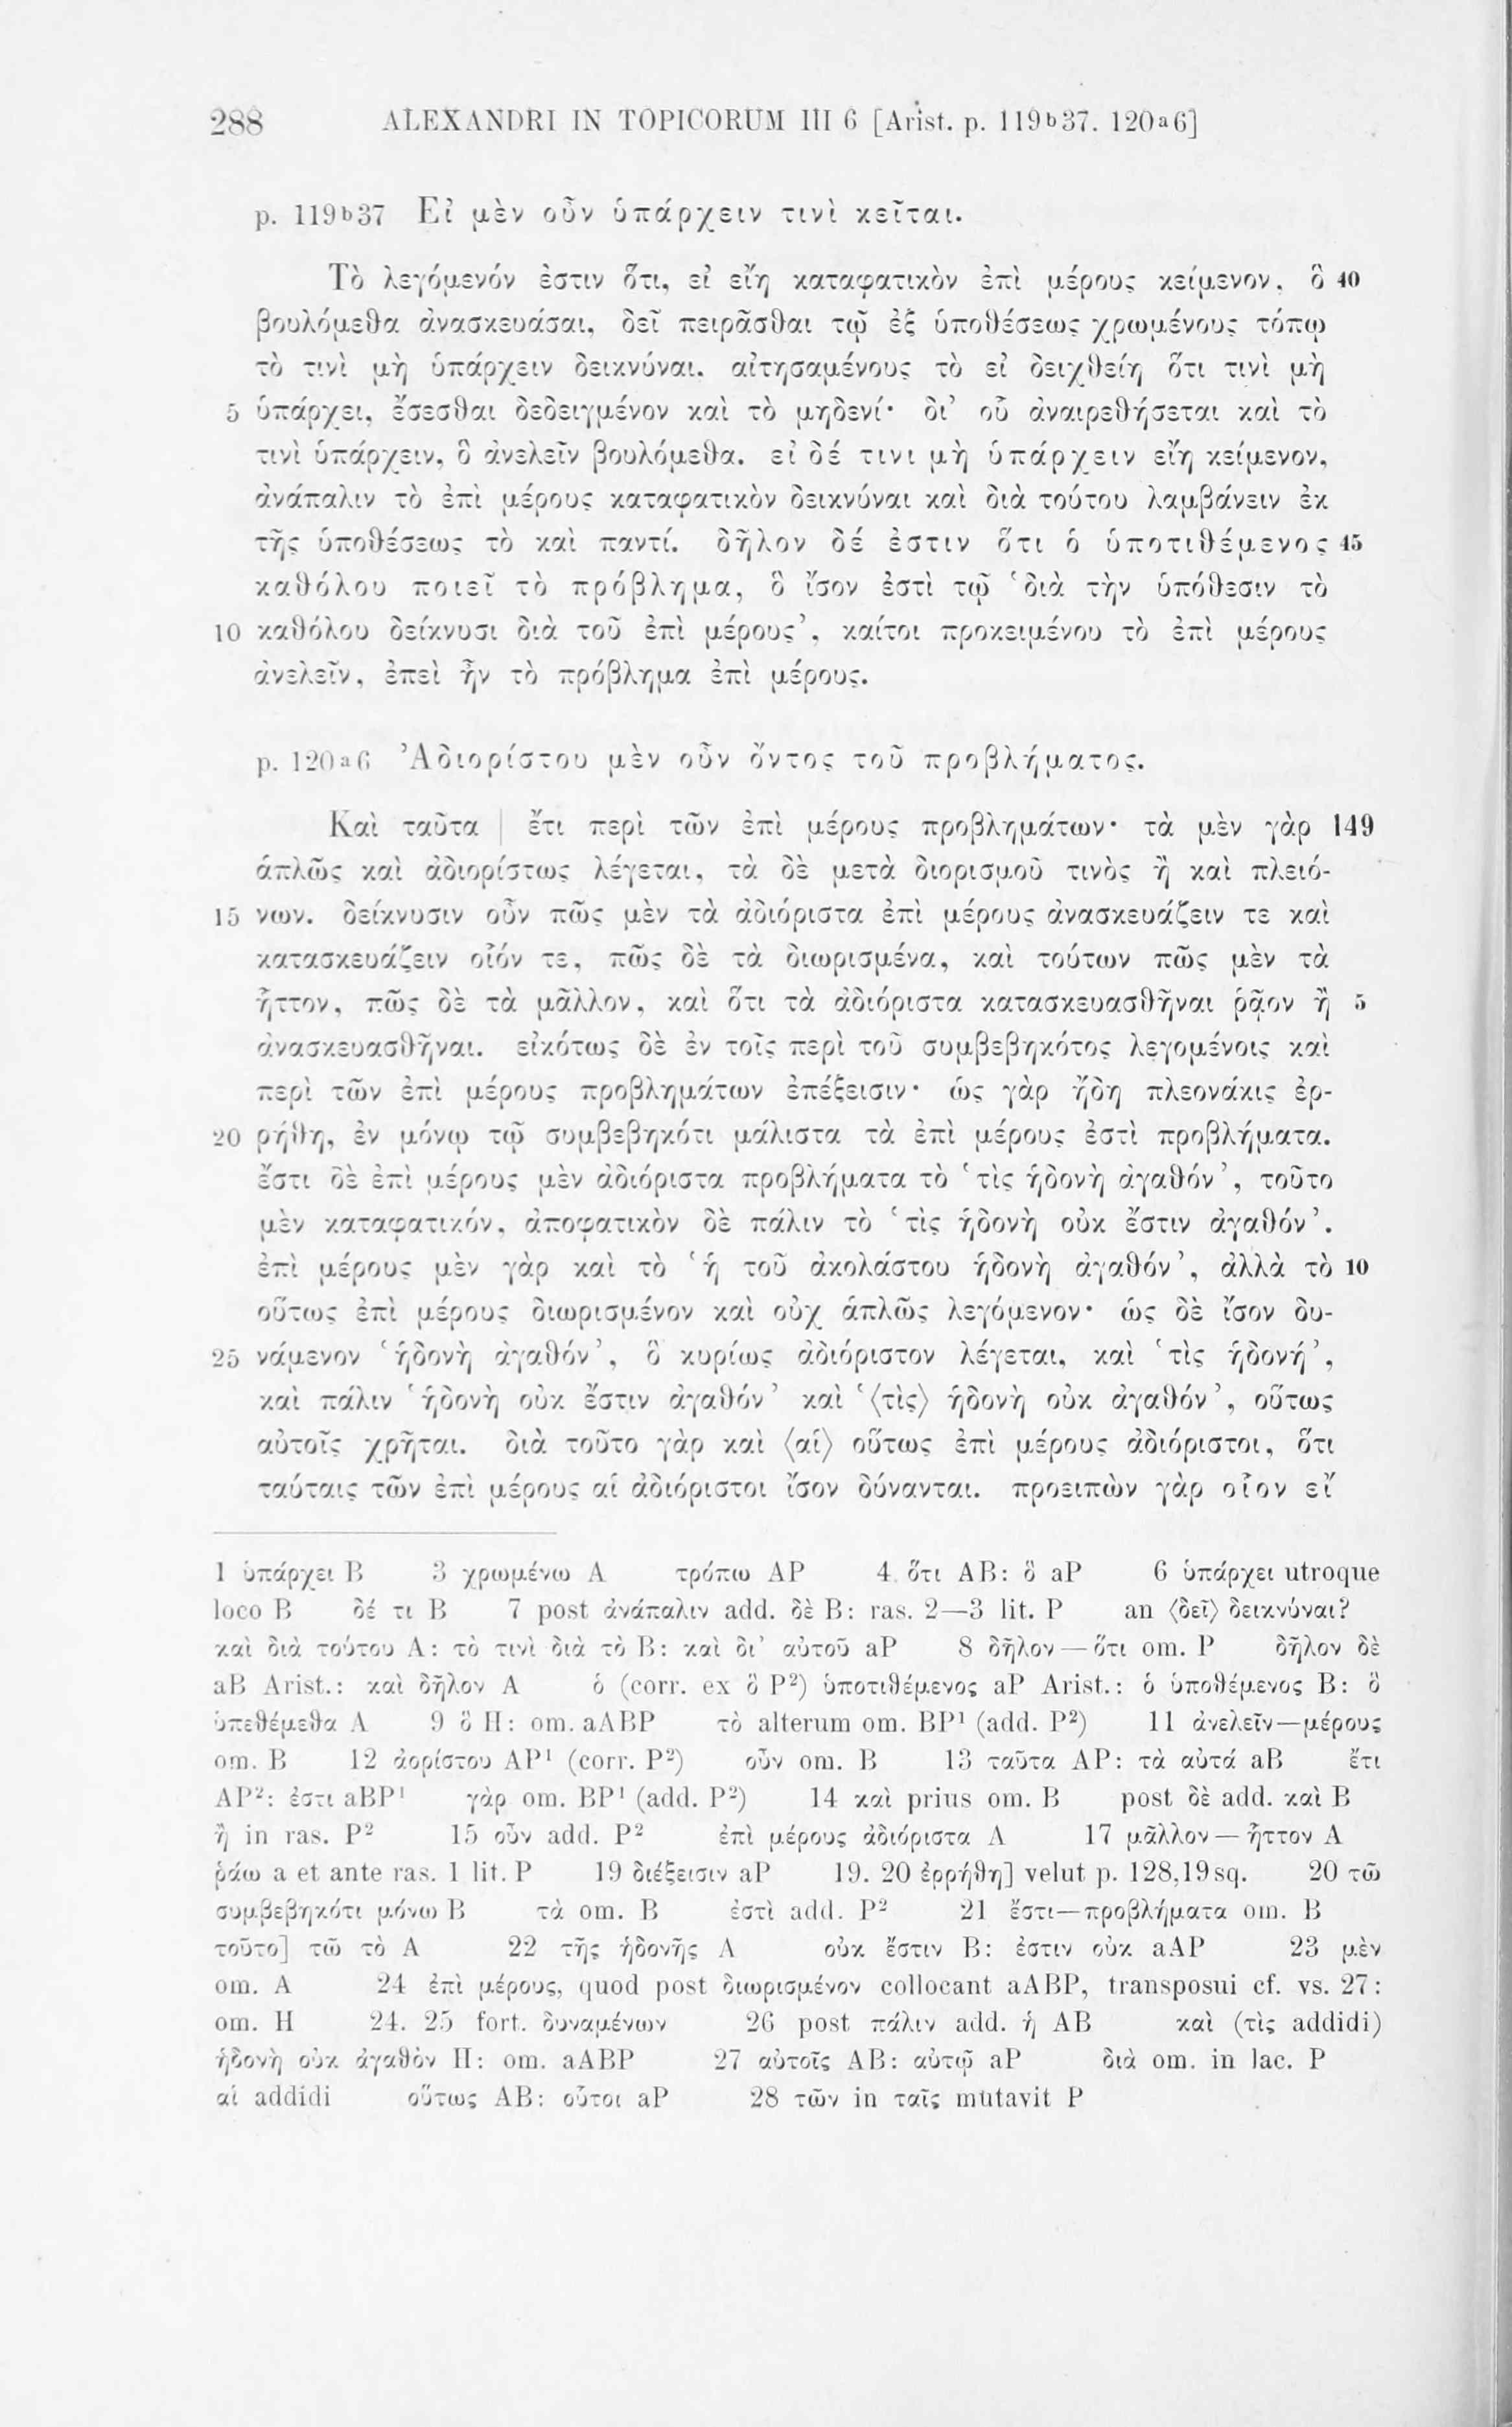 288 ALEXANDRI IN TOPICORUM III 6 [Arist. p. 119b37. 120a6]
p. 119b37 Εἰ μὲν οὖν ὑπάρχειν τινὶ κεῖται.
Τὸ λεγόμενόν ἐστιν ὅτι, εἰ εἴη καταφατικὸν ἐπὶ μέρους κείμενον, ὃ 40
βουλόμεθα ἀνασκευάσαι, δεῖ πειρᾶσθαι τῷ ἐξ ὑποθέσεως χρωμένους τόπῳ
τὸ τινὶ μὴ ὑπάρχειν δεικνύναι. αἰτησαμένους τὸ εἰ δειχθείη ὅτι τινὶ μὴ
5 ὑπάρχει, ἔσεσθαι δεδειγμένον καὶ τὸ μηδενί· δι’ οὗ ἀναιρεθήσεται καὶ τὸ
τινὶ ὑπάρχειν, ὃ ἀνελεῖν βουλόμεθα. εἰ δέ τινι μὴ ὑπάρχειν εἴη κείμενον,
ἀνάπαλιν τὸ ἐπὶ μέρους καταφατικὸν δεικνύναι καὶ διὰ τούτου λαμβάνειν ἐκ
τῆς ὑποθέσεως τὸ καὶ παντί. δῆλον δέ ἐστιν ὅτι ὁ ὑποτιθέμενος 45
καθόλου ποιεῖ τὸ πρόβλημα, ὃ ἴσον ἐστὶ τῷ ‘διὰ τὴν ὑπόθεσιν τὸ
10 καθόλου δείκνυσι διὰ τοῦ ἐπὶ μέρους’, καίτοι προκειμένου τὸ ἐπὶ μέρους
ἀνελεῖν, ἐπεὶ ἦν τὸ πρόβλημα ἐπὶ μέρους.
p. 120a6 Ἀδιορίστου μὲν οὖν ὄντος τοῦ προβλήματος.
Καὶ ταῦτα | ἔτι περὶ τῶν ἐπὶ μέρους προβλημάτων· τὰ μὲν γὰρ 149
ἁπλῶς καὶ ἀδιορίστως λέγεται, τὰ δὲ μετὰ διορισμοῦ τινὸς ἢ καὶ πλειό-
15 νων. δείκνυσιν οὖν πῶς μὲν τὰ ἀδιόριστα ἐπὶ μέρους ἀνασκευάζειν τε καὶ
κατασκευάζειν οἷόν τε, πῶς δὲ τὰ διωρισμένα, καὶ τούτων πῶς μὲν τὰ
ἧττον, πῶς δὲ τὰ μᾶλλον, καὶ ὅτι τὰ ἀδιόριστα κατασκευασθῆναι ῥᾷον ἢ 5
ἀνασκευασθῆναι. εἰκότως δὲ ἐν τοῖς περὶ τοῦ συμβεβηκότος λεγομένοις καὶ
περὶ τῶν ἐπὶ μέρους προβλημάτων ἐπέξεισιν· ὡς γὰρ ἤδη πλεονάκις ἐρ-
20 ρήθη, ἐν μόνῳ τῷ συμβεβηκότι μάλιστα τὰ ἐπὶ μέρους ἐστὶ προβλήματα.
ἔστι δὲ ἐπὶ μέρους μὲν ἀδιόριστα προβλήματα τὸ ‘τὶς ἡδονὴ ἀγαθόν’, τοῦτο
μὲν καταφατικόν, ἀποφατικὸν δὲ πάλιν τὸ ‘τὶς ἡδονὴ οὐκ ἔστιν ἀγαθόν’.
ἐπὶ μέρους μὲν γὰρ καὶ τὸ ‘ἡ τοῦ ἀκολάστου ἡδονὴ ἀγαθόν’, ἀλλὰ τὸ 10
οὕτως ἐπὶ μέρους διωρισμένον καὶ οὐχ ἁπλῶς λεγόμενον· ὡς δὲ ἴσον δυ-
25 νάμενον ‘ἡδονὴ ἀγαθόν’, ὃ κυρίως ἀδιόριστον λέγεται, καὶ ‘τὶς ἡδονή’,
καὶ πάλιν ‘ἡδονὴ οὐκ ἔστιν ἀγαθόν’ καὶ ‘⟨τὶς⟩ ἡδονὴ οὐκ ἀγαθόν’, οὕτως
αὐτοῖς χρῆται. διὰ τοῦτο γὰρ καὶ ⟨αἱ⟩ οὕτως ἐπὶ μέρους ἀδιόριστοι, ὅτι
ταύταις τῶν ἐπὶ μέρους αἱ ἀδιόριστοι ἴσον δύνανται. προειπὼν γὰρ οἷον εἴ
1 ὑπάρχει B 3 χρωμένω A τρόπω AP 4 ὅτι AB: ὃ aP 6 ὑπάρχει utroque
loco B δέ τι B 7 post ἀνάπαλιν add. δὲ B: ras. 2—3 lit. P an ⟨δεῖ⟩ δεικνύναι?
καὶ διὰ τούτου A: τὸ τινὶ διὰ τὸ B: καὶ δι’ αὐτοῦ aP 8 δῆλον — ὅτι om. P δῆλον δὲ
aB Arist.: καὶ δῆλον A ὁ (corr. ex ὃ P²) ὑποτιθέμενος aP Arist.: ὁ ὑποθέμενος B: ὃ
ὑπεθέμεθα A 9 ὃ H: om. aABP τὸ alterum om. BP¹ (add. P²) 11 ἀνελεῖν—μέρους
om. B 12 ἀορίστου AP¹ (corr. P²) οὖν om. B 13 ταῦτα AP: τὰ αὐτά aB ἔτι
AP²: ἐστι aBP¹ γὰρ om. BP¹ (add. P²) 14 καὶ prius om. B post δὲ add. καὶ B
ἢ in ras. P² 15 οὖν add. P² ἐπὶ μέρους ἀδιόριστα A 17 μᾶλλον — ἧττον A
ῥάω a et ante ras. 1 lit. P 19 διέξεισιν aP 19. 20 ἐρρήθη] velut p. 128,19 sq. 20 τῶ
συμβεβηκότι μόνω B τὰ om. B ἐστὶ add. P² 21 ἔστι—προβλήματα om. B
τοῦτο] τῶ τὸ A 22 τῆς ἡδονῆς A οὐκ ἔστιν B: ἐστιν οὐκ aAP 23 μὲν
om. A 24 ἐπὶ μέρους, quod post διωρισμένον collocant aABP, transposui cf. vs. 27:
om. H 24. 25 fort. δυναμένων 26 post πάλιν add. ἡ AB καὶ (τὶς addidi)
ἡδονὴ οὐκ ἀγαθὸν H: om. aABP 27 αὐτοῖς AB: αὐτῷ aP διὰ om. in lac. P
αἱ addidi οὕτως AB: οὗτοι aP 28 τῶν in ταῖς mutavit P